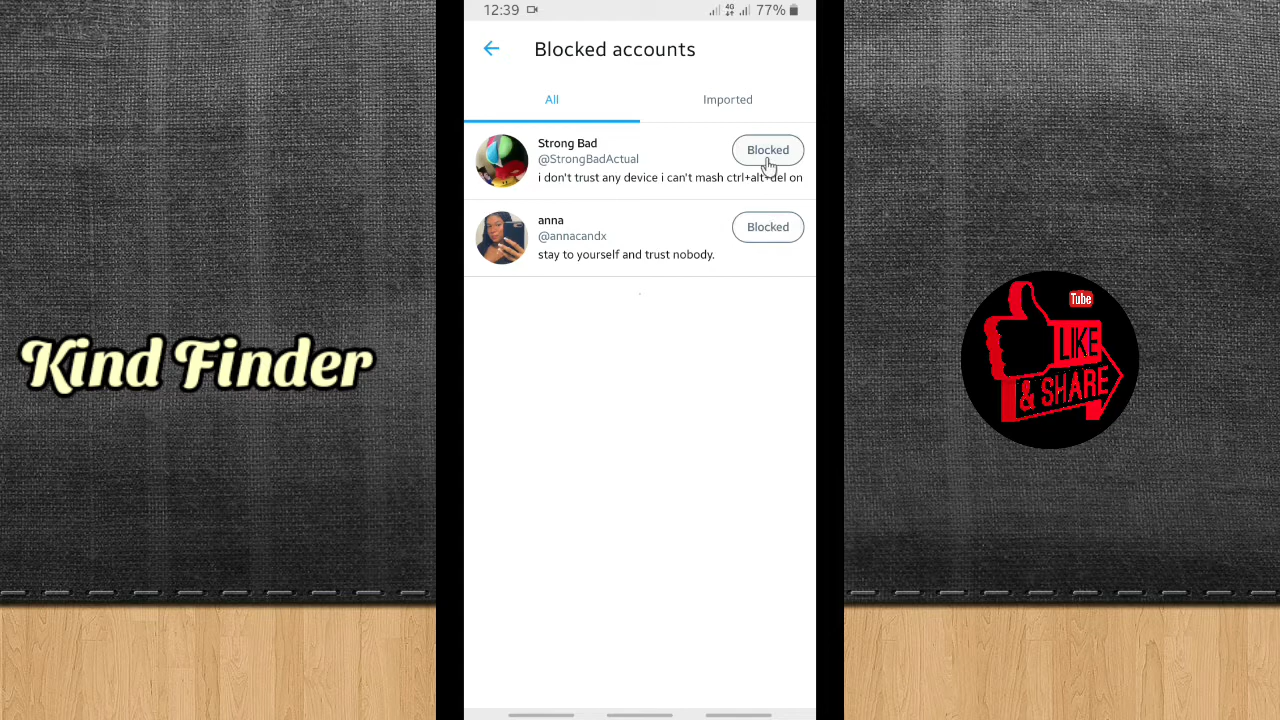 12:39 4G 77%
Blocked accounts
All Imported
Strong Bad
@StrongBadActual
Blocked
i don't trust any device i can't mash ctrl+alt+del on
anna
@annacandx
Blocked
stay to yourself and trust nobody.
Kind Finder
Tube
LIKE
& SHARE